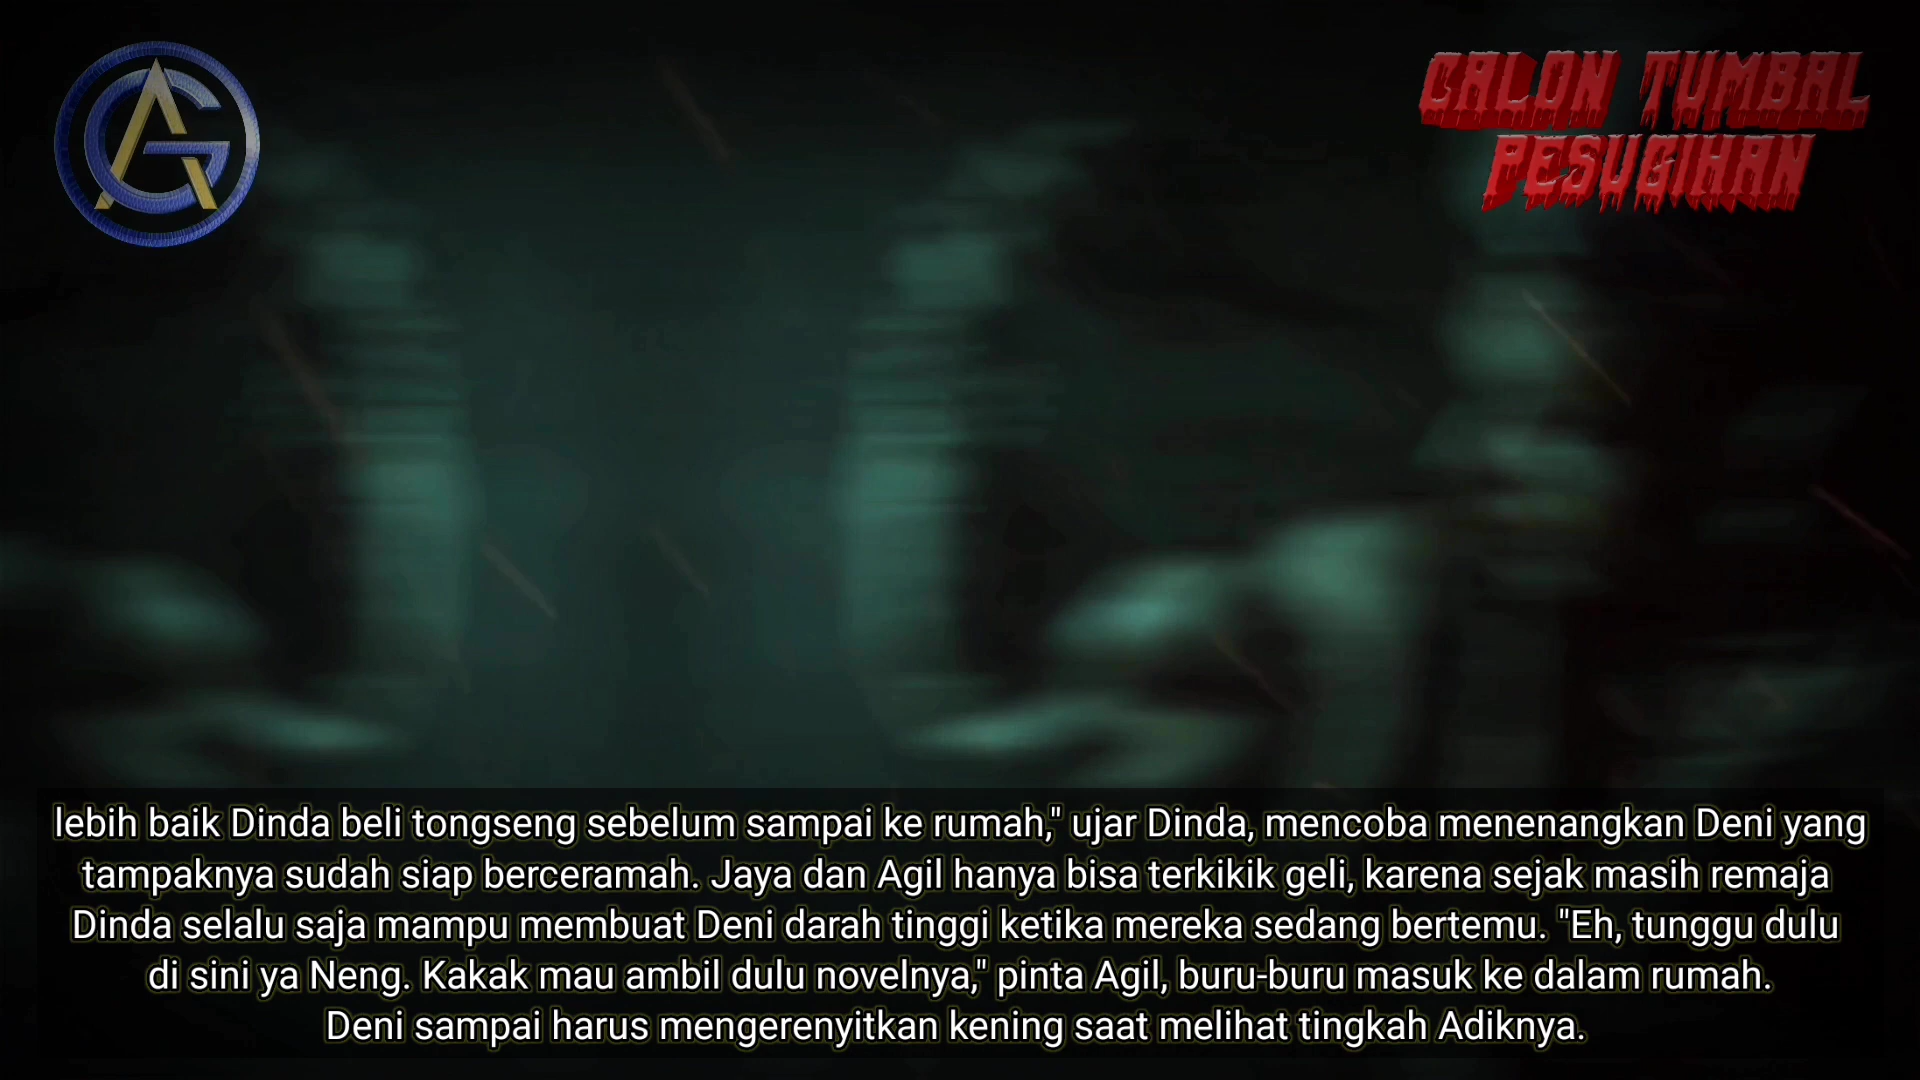 CALON TUMBAL
PESUGIHAN
lebih baik Dinda beli tongseng sebelum sampai ke rumah," ujar Dinda, mencoba menenangkan Deni yang
tampaknya sudah siap berceramah. Jaya dan Agil hanya bisa terkikik geli, karena sejak masih remaja
Dinda selalu saja mampu membuat Deni darah tinggi ketika mereka sedang bertemu. "Eh, tunggu dulu
di sini ya Neng. Kakak mau ambil dulu novelnya," pinta Agil, buru-buru masuk ke dalam rumah.
Deni sampai harus mengerenyitkan kening saat melihat tingkah Adiknya.